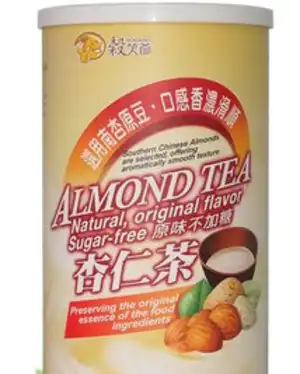 穀笑商
選用南杏原豆‧口感香濃滑順
Southern Chinese Almonds
are selected, offering
aromatically smooth texture
ALMOND TEA
Natural, original flavor
Sugar-free 原味不加糖
杏仁茶
Preserving the original
essence of the food
ingredients